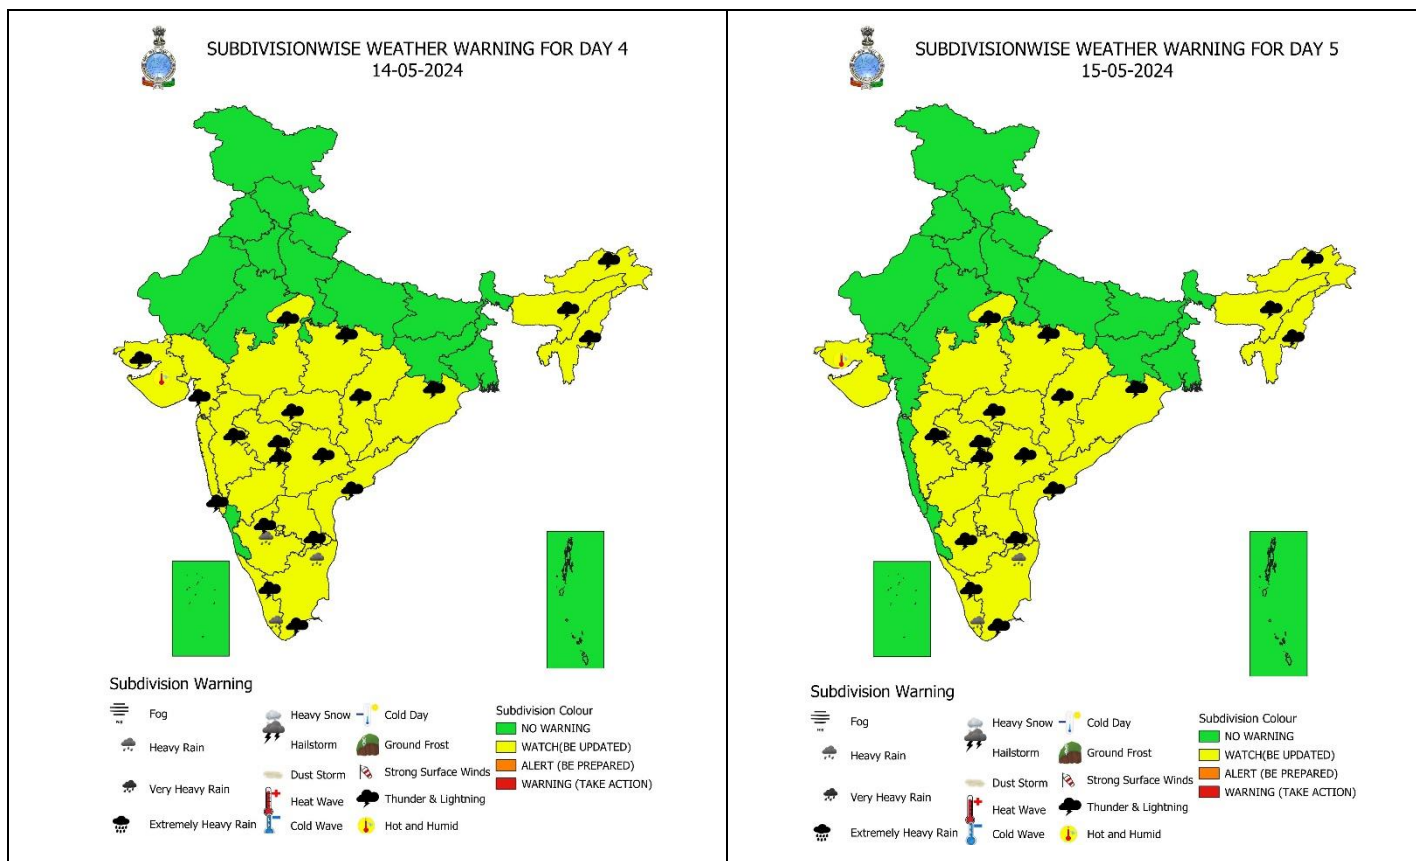 SUBDIVISIONWISE WEATHER WARNING FOR DAY 4
14-05-2024
Subdivision Warning
Fog
Heavy Rain
Very Heavy Rain
Extremely Heavy Rain
Heavy Snow
Hailstorm
Dust Storm
Heat Wave
Cold Wave
Cold Day
Ground Frost
Strong Surface Winds
Thunder & Lightning
Hot and Humid
Subdivision Colour
NO WARNING
WATCH(BE UPDATED)
ALERT (BE PREPARED)
WARNING (TAKE ACTION)
SUBDIVISIONWISE WEATHER WARNING FOR DAY 5
15-05-2024
Subdivision Warning
Fog
Heavy Rain
Very Heavy Rain
Extremely Heavy Rain
Heavy Snow
Hailstorm
Dust Storm
Heat Wave
Cold Wave
Cold Day
Ground Frost
Strong Surface Winds
Thunder & Lightning
Hot and Humid
Subdivision Colour
NO WARNING
WATCH(BE UPDATED)
ALERT (BE PREPARED)
WARNING (TAKE ACTION)